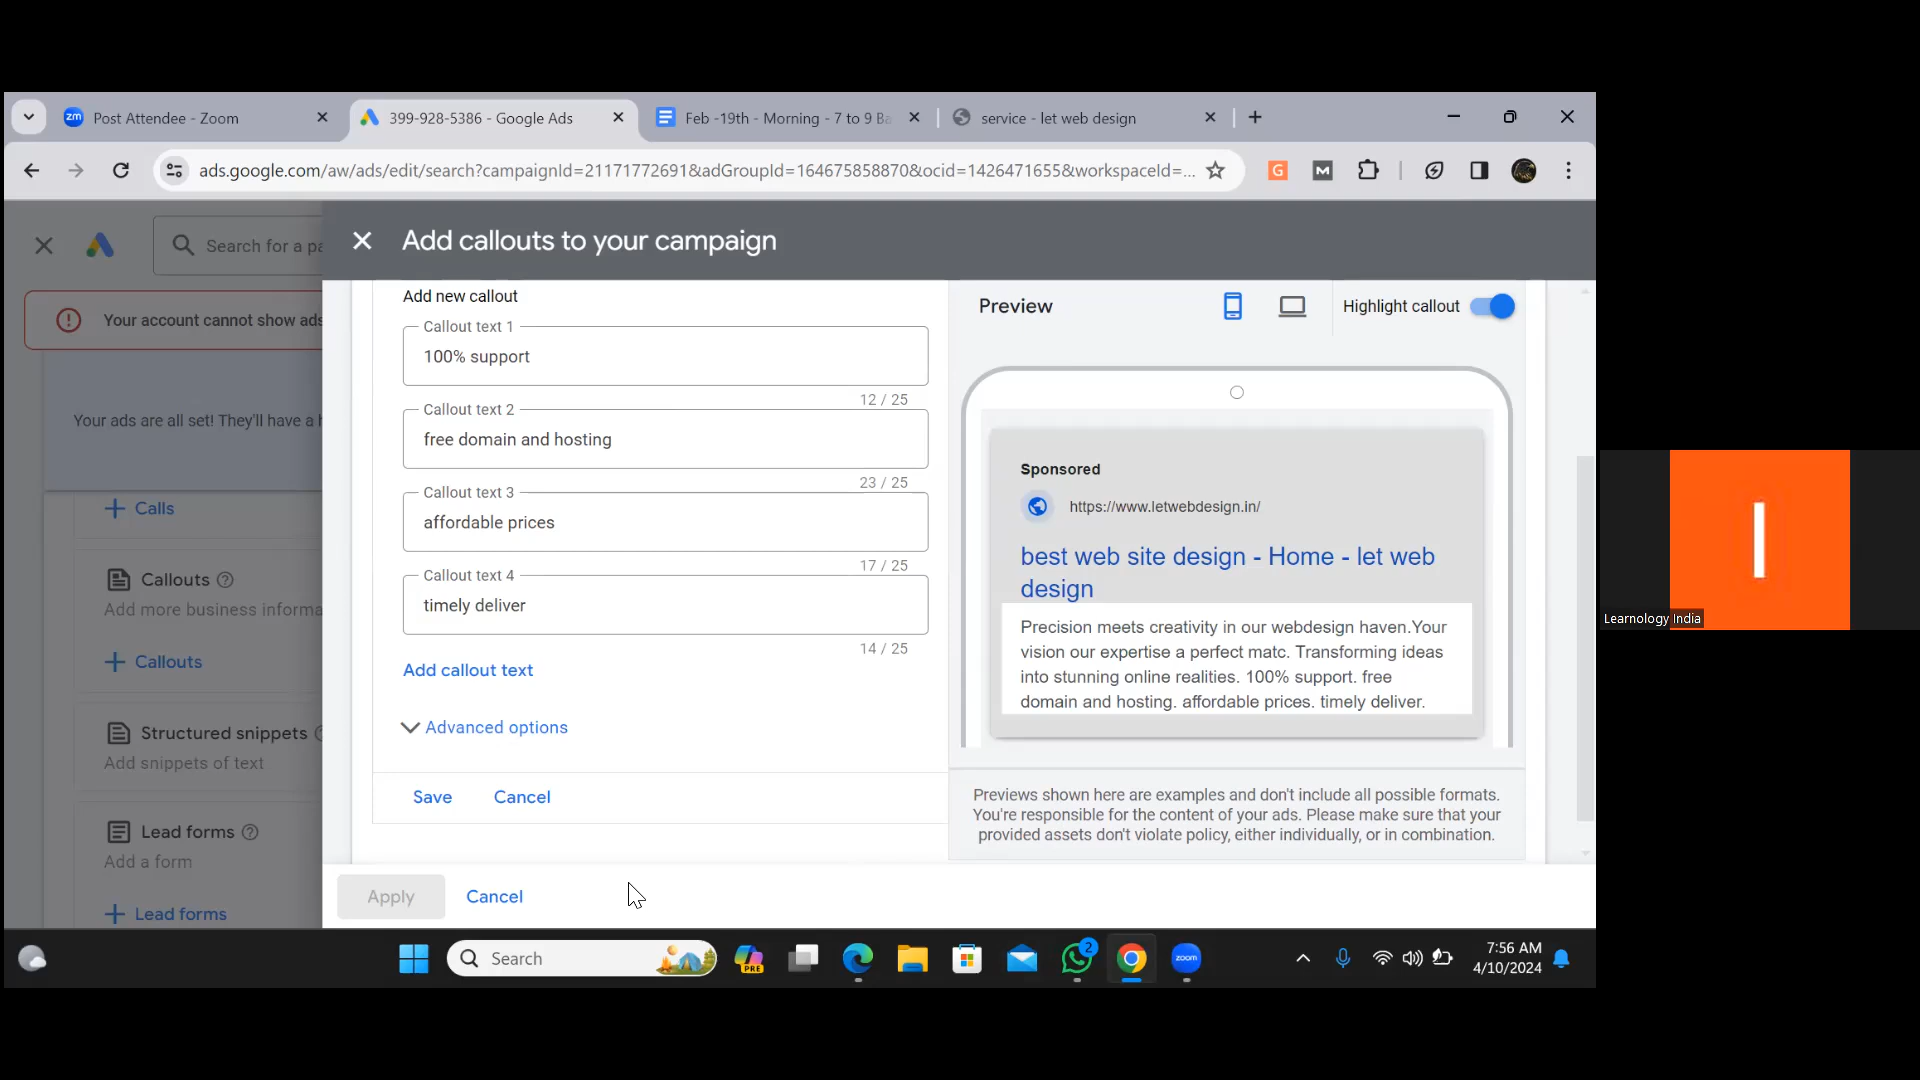 Post Attendee - Zoom
399-928-5386 - Google Ads
Feb -19th - Morning - 7 to 9 Ba
service - let web design
ads.google.com/aw/ads/edit/search?campaignId=21171772691&adGroupId=164675858870&ocid=1426471655&workspaceId=...
Search for a pa
Add callouts to your campaign
Your account cannot show ads
Your ads are all set! They'll have a h
Calls
Callouts
Add more business informa
Callouts
Structured snippets
Add snippets of text
Lead forms
Add a form
Lead forms
Add new callout
Callout text 1
100% support
12 / 25
Callout text 2
free domain and hosting
23 / 25
Callout text 3
affordable prices
17 / 25
Callout text 4
timely deliver
14 / 25
Add callout text
Advanced options
Save
Cancel
Apply
Cancel
Preview
Highlight callout
Sponsored
https://www.letwebdesign.in/
best web site design - Home - let web
design
Precision meets creativity in our webdesign haven.Your
vision our expertise a perfect matc. Transforming ideas
into stunning online realities. 100% support. free
domain and hosting. affordable prices. timely deliver.
Previews shown here are examples and don't include all possible formats.
You're responsible for the content of your ads. Please make sure that your
provided assets don't violate policy, either individually, or in combination.
I
Learnology India
Search
PRE
2
zoom
7:56 AM
4/10/2024